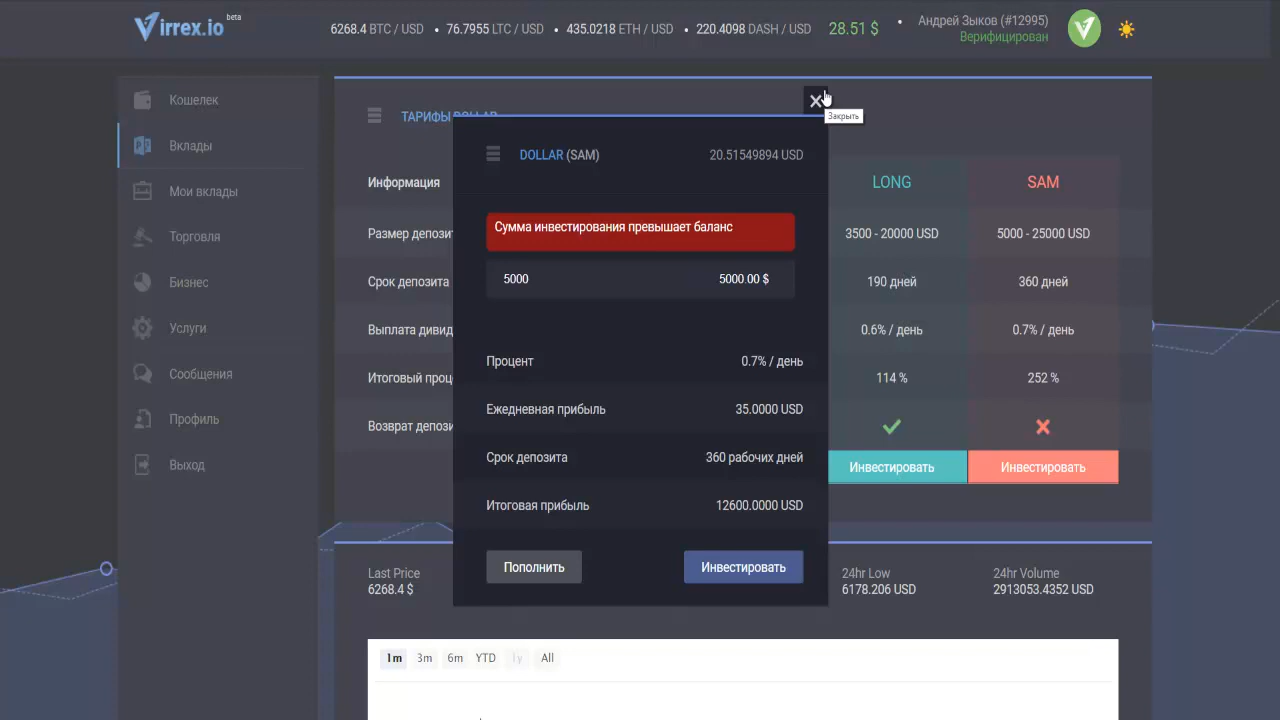 Virrex.io beta
6268.4 BTC / USD • 76.7955 LTC / USD • 435.0218 ETH / USD • 220.4098 DASH / USD 28.51 $ • Андрей Зыков (#12995)
Верифицирован
Кошелек
Вклады
Мои вклады
Торговля
Бизнес
Услуги
Сообщения
Профиль
Выход
ТАРИФЫ DOLLAR
Закрыть
DOLLAR (SAM) 20.51549894 USD
Сумма инвестирования превышает баланс
5000 5000.00 $
Процент 0.7% / день
Ежедневная прибыль 35.0000 USD
Срок депозита 360 рабочих дней
Итоговая прибыль 12600.0000 USD
Пополнить Инвестировать
Информация LONG SAM
Размер депозит 3500 - 20000 USD 5000 - 25000 USD
Срок депозита 190 дней 360 дней
Выплата дивид 0.6% / день 0.7% / день
Итоговый проц 114 % 252 %
Возврат депози
Инвестировать Инвестировать
Last Price 24hr Low 24hr Volume
6268.4 $ 6178.206 USD 2913053.4352 USD
1m 3m 6m YTD 1y All